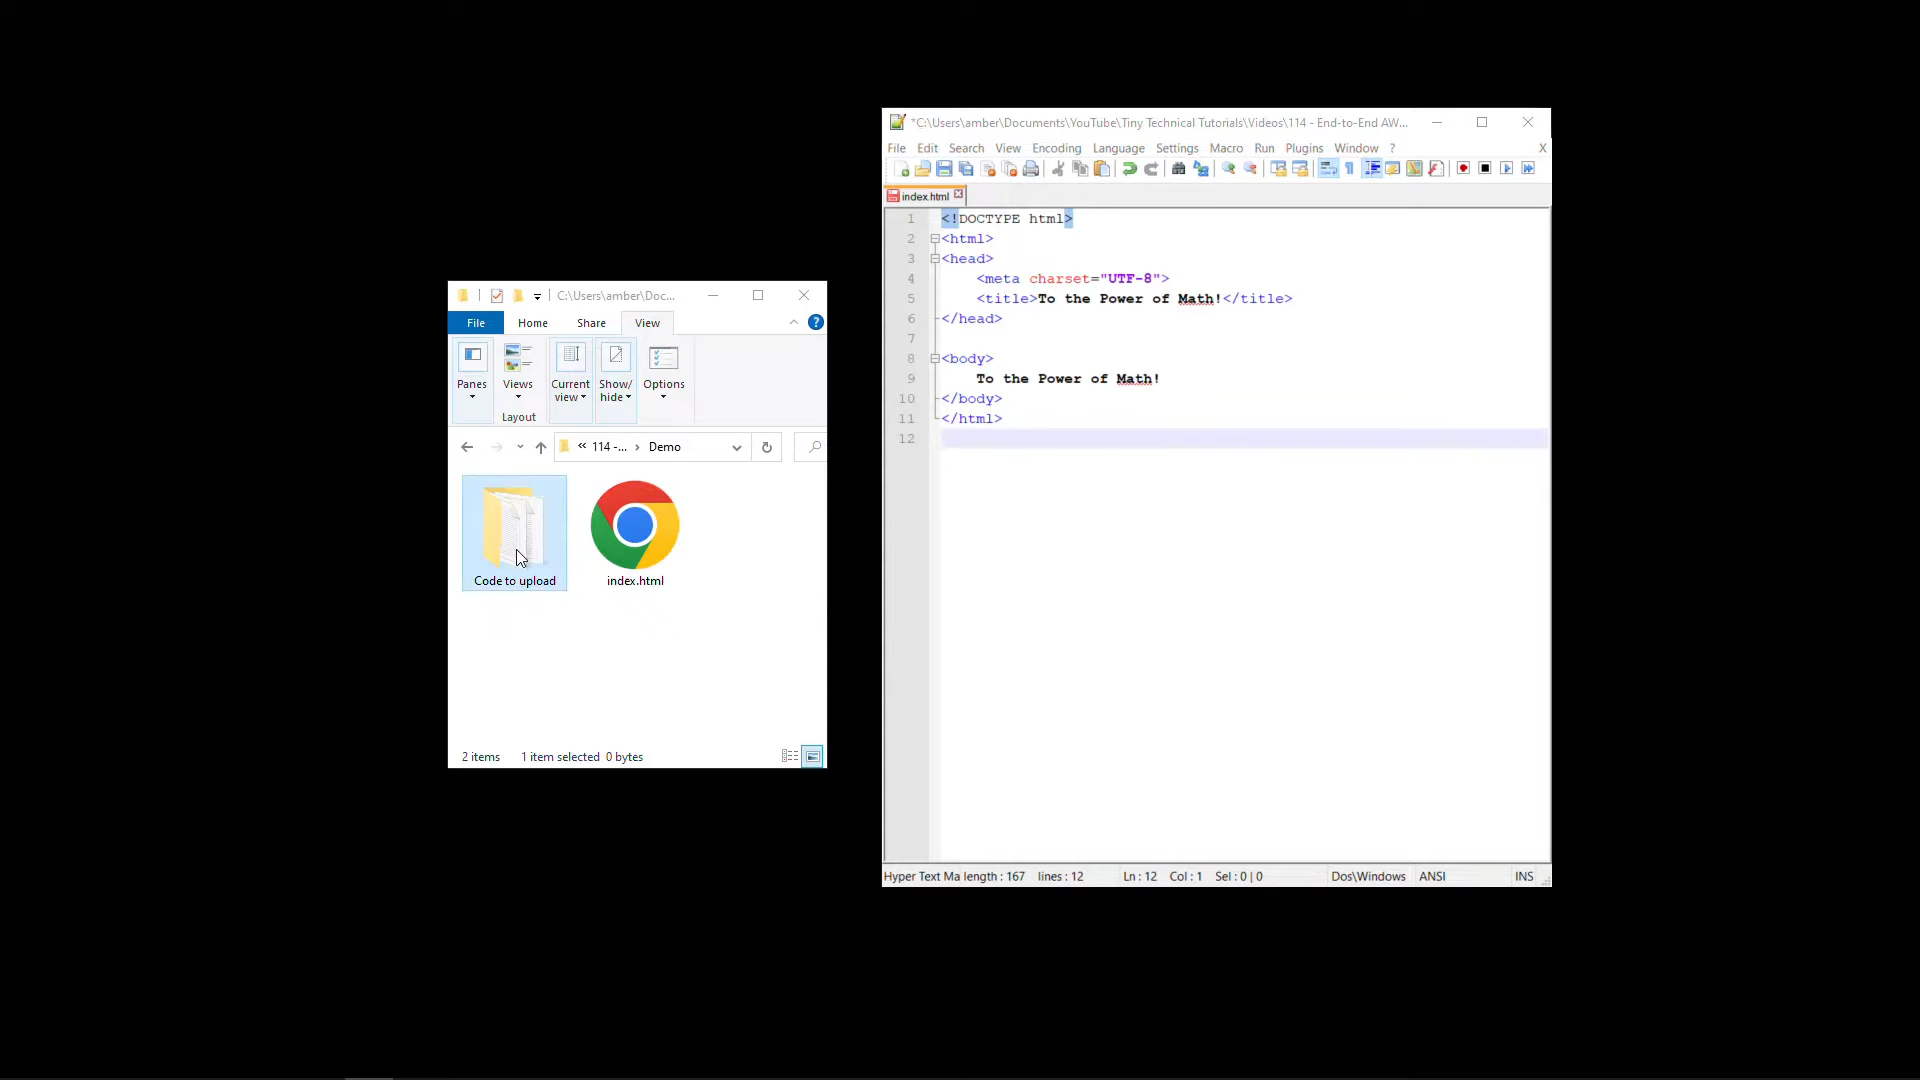 C:\Users\amber\Doc...
File Home Share View
Panes
Views
Current view
Show/ hide
Options
Layout
« 114 -... › Demo
Code to upload
index.html
2 items 1 item selected 0 bytes
*C:\Users\amber\Documents\YouTube\Tiny Technical Tutorials\Videos\114 - End-to-End AW...
File Edit Search View Encoding Language Settings Macro Run Plugins Window ? X
index.html
1 <!DOCTYPE html>
2 <html>
3 <head>
4 <meta charset="UTF-8">
5 <title>To the Power of Math!</title>
6 </head>
7
8 <body>
9 To the Power of Math!
10 </body>
11 </html>
12
Hyper Text Ma length : 167 lines : 12 Ln : 12 Col : 1 Sel : 0 | 0 Dos\Windows ANSI INS